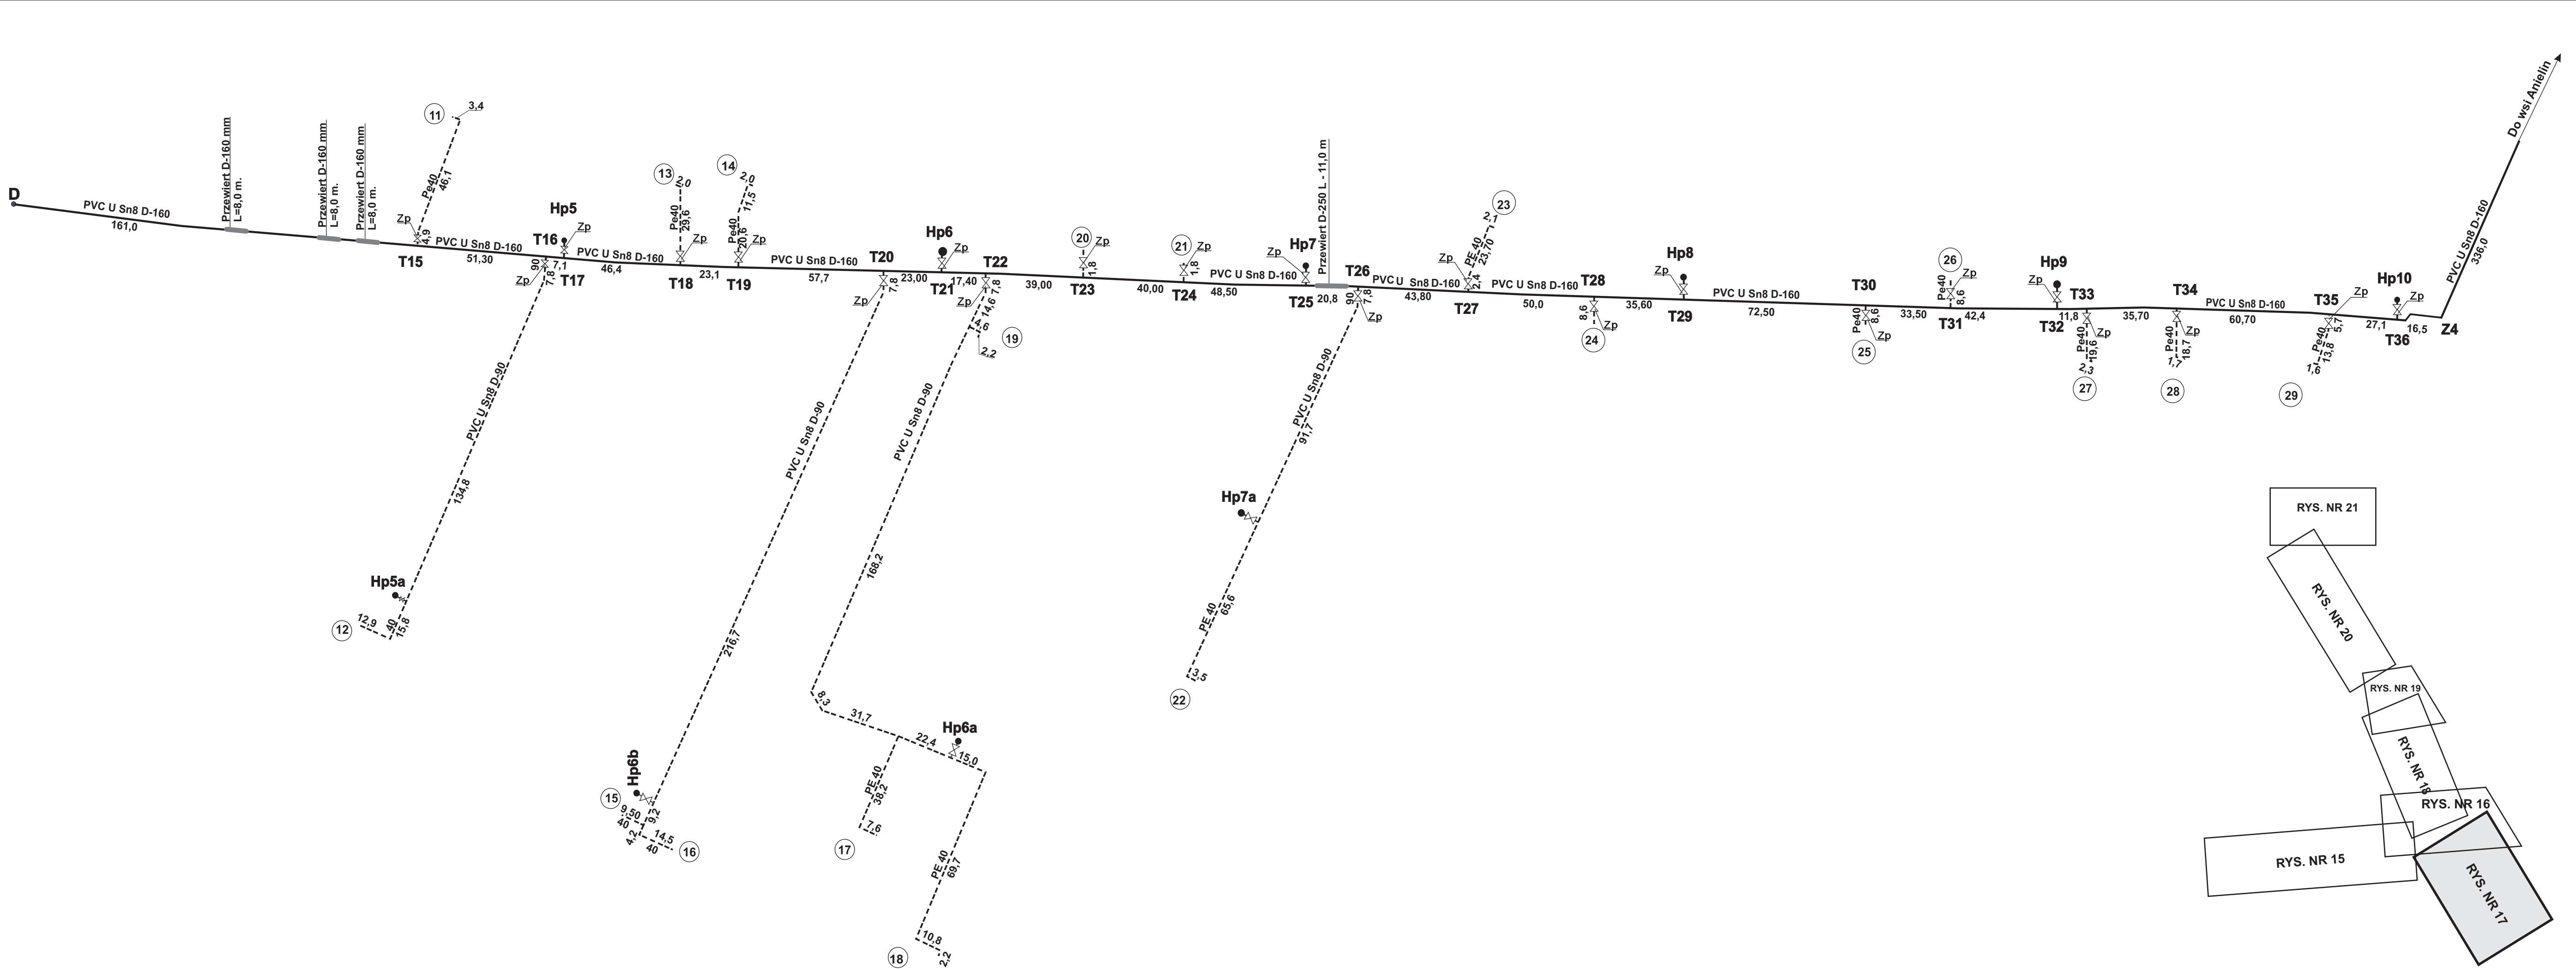 Do wsi Anielin
PVC U Sn8 D-160
336,0
D
PVC U Sn8 D-160
161,0
Przewiert D-160 mm
L=8,0 m.
Przewiert D-160 mm
L=8,0 m.
Przewiert D-160 mm
L=8,0 m.
11
3,4
Pe40
46,1
Zp
4,9
T15
PVC U Sn8 D-160
51,30
T16
Hp5
Zp
90
7,8
Zp
7,1
T17
PVC U Sn8 D-160
46,4
PVC U Sn8 D-90
134,8
Hp5a
12
12,9
40
15,8
13
2,0
Pe40
29,6
Zp
T18
23,1
14
2,0
11,5
Pe40
20,6
Zp
T19
PVC U Sn8 D-160
57,7
T20
7,8
Zp
23,00
PVC U Sn8 D-90
216,7
Hp6b
15
9,50
40
9,2
4,2
14,5
40
16
Hp6
Zp
T21
17,40
T22
7,8
Zp
14,6
4,6
19
2,2
PVC U Sn8 D-90
168,2
8,3
31,7
22,4
Hp6a
15,0
PE 40
38,2
7,6
17
PE 40
69,7
10,8
2,2
18
39,00
20
Zp
1,8
T23
40,00
21
Zp
1,8
T24
PVC U Sn8 D-160
48,50
Hp7
Zp
T25
Przewiert D-250 L - 11,0 m
20,8
T26
90
7,8
Zp
PVC U Sn8 D-90
91,7
Hp7a
PE 40
65,6
3,5
22
PVC U Sn8 D-160
43,80
23
2,1
PE 40
23,70
Zp
2,4
T27
PVC U Sn8 D-160
50,0
T28
8,6
Zp
24
35,60
Hp8
Zp
T29
PVC U Sn8 D-160
72,50
T30
Pe40
8,6
Zp
25
33,50
26
Zp
Pe40
8,6
T31
42,4
Hp9
Zp
T32
11,8
T33
Pe40
19,6
Zp
2,3
27
35,70
T34
Pe40
18,7
Zp
1,7
28
PVC U Sn8 D-160
60,70
T35
Zp
5,7
Pe40
13,8
1,6
29
27,1
Hp10
Zp
T36
16,5
Z4
RYS. NR 21
RYS. NR 20
RYS. NR 19
RYS. NR 18
RYS. NR 16
RYS. NR 15
RYS. NR 17